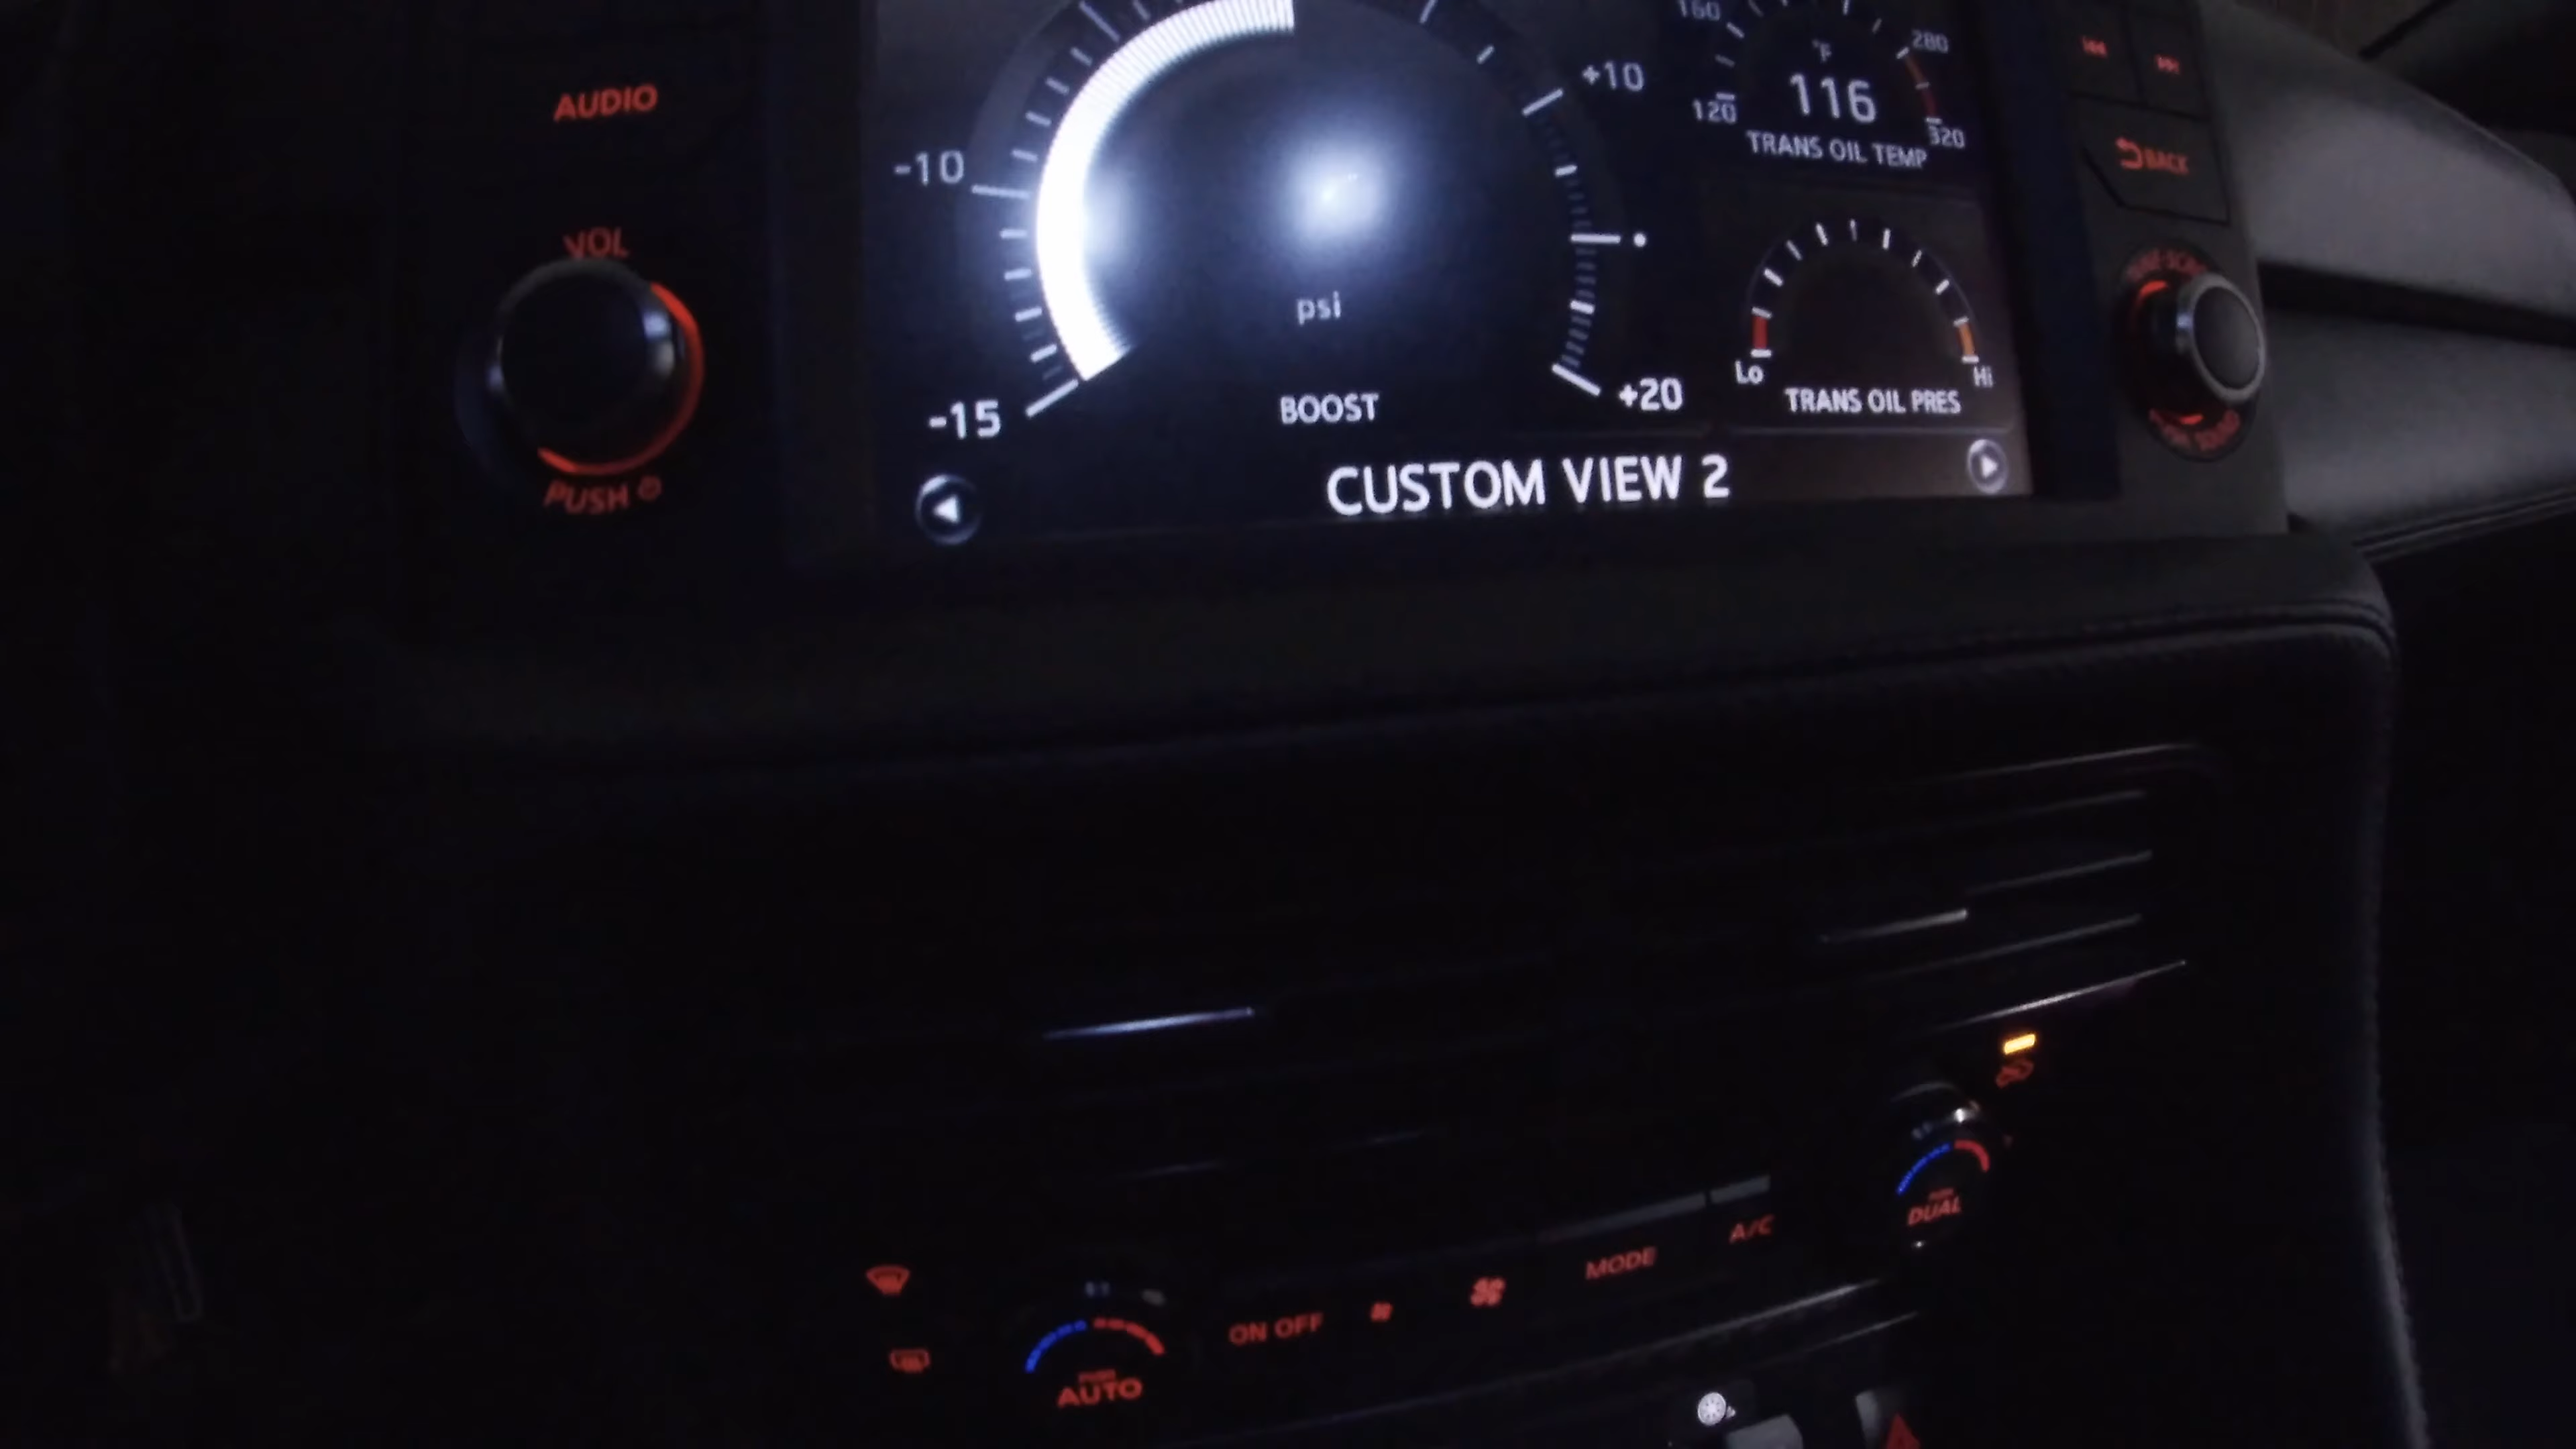 AUDIO
VOL
PUSH
-10
-15
+10
+20
psi
BOOST
160
280
°F
116
120
320
TRANS OIL TEMP
Lo
Hi
TRANS OIL PRES
CUSTOM VIEW 2
BACK
DUAL
A/C
MODE
ON OFF
PUSH
AUTO